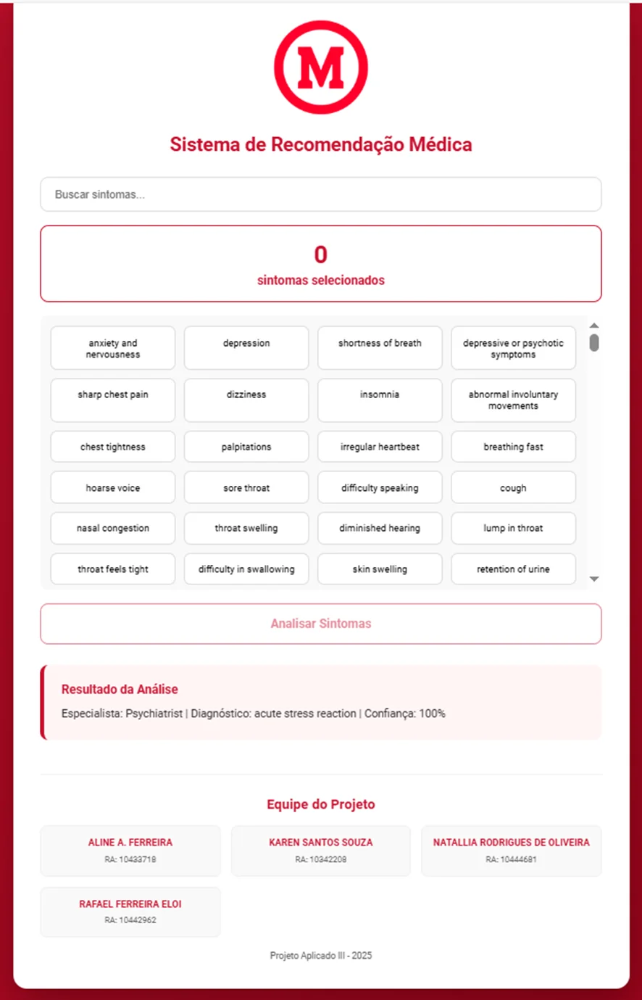 M
Sistema de Recomendação Médica
Buscar sintomas...
0
sintomas selecionados
anxiety and
nervousness
depression
shortness of breath
depressive or psychotic
symptoms
sharp chest pain
dizziness
insomnia
abnormal involuntary
movements
chest tightness
palpitations
irregular heartbeat
breathing fast
hoarse voice
sore throat
difficulty speaking
cough
nasal congestion
throat swelling
diminished hearing
lump in throat
throat feels tight
difficulty in swallowing
skin swelling
retention of urine
Analisar Sintomas
Resultado da Análise
Especialista: Psychiatrist | Diagnóstico: acute stress reaction | Confiança: 100%
Equipe do Projeto
ALINE A. FERREIRA
RA: 10433718
KAREN SANTOS SOUZA
RA: 10342208
NATALLIA RODRIGUES DE OLIVEIRA
RA: 10444681
RAFAEL FERREIRA ELOI
RA: 10442962
Projeto Aplicado III - 2025